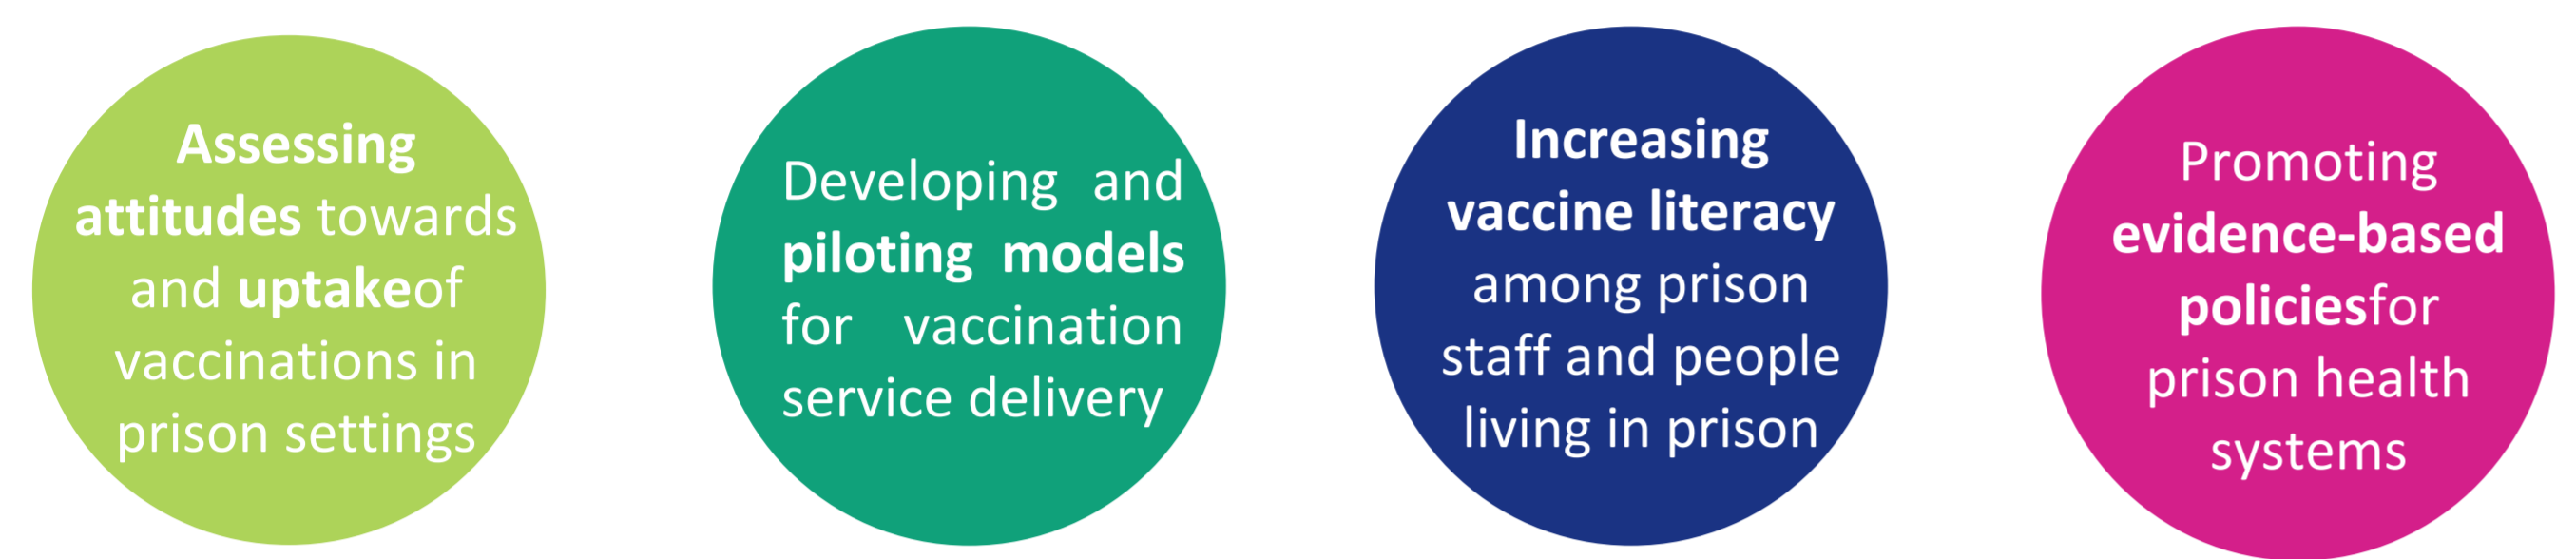 Assessing
attitudes towards
and uptakeof
vaccinations in
prison settings
Developing and
piloting models
for vaccination
service delivery
Increasing
vaccine literacy
among prison
staff and people
living in prison
Promoting
evidence-based
policiesfor
prison health
systems